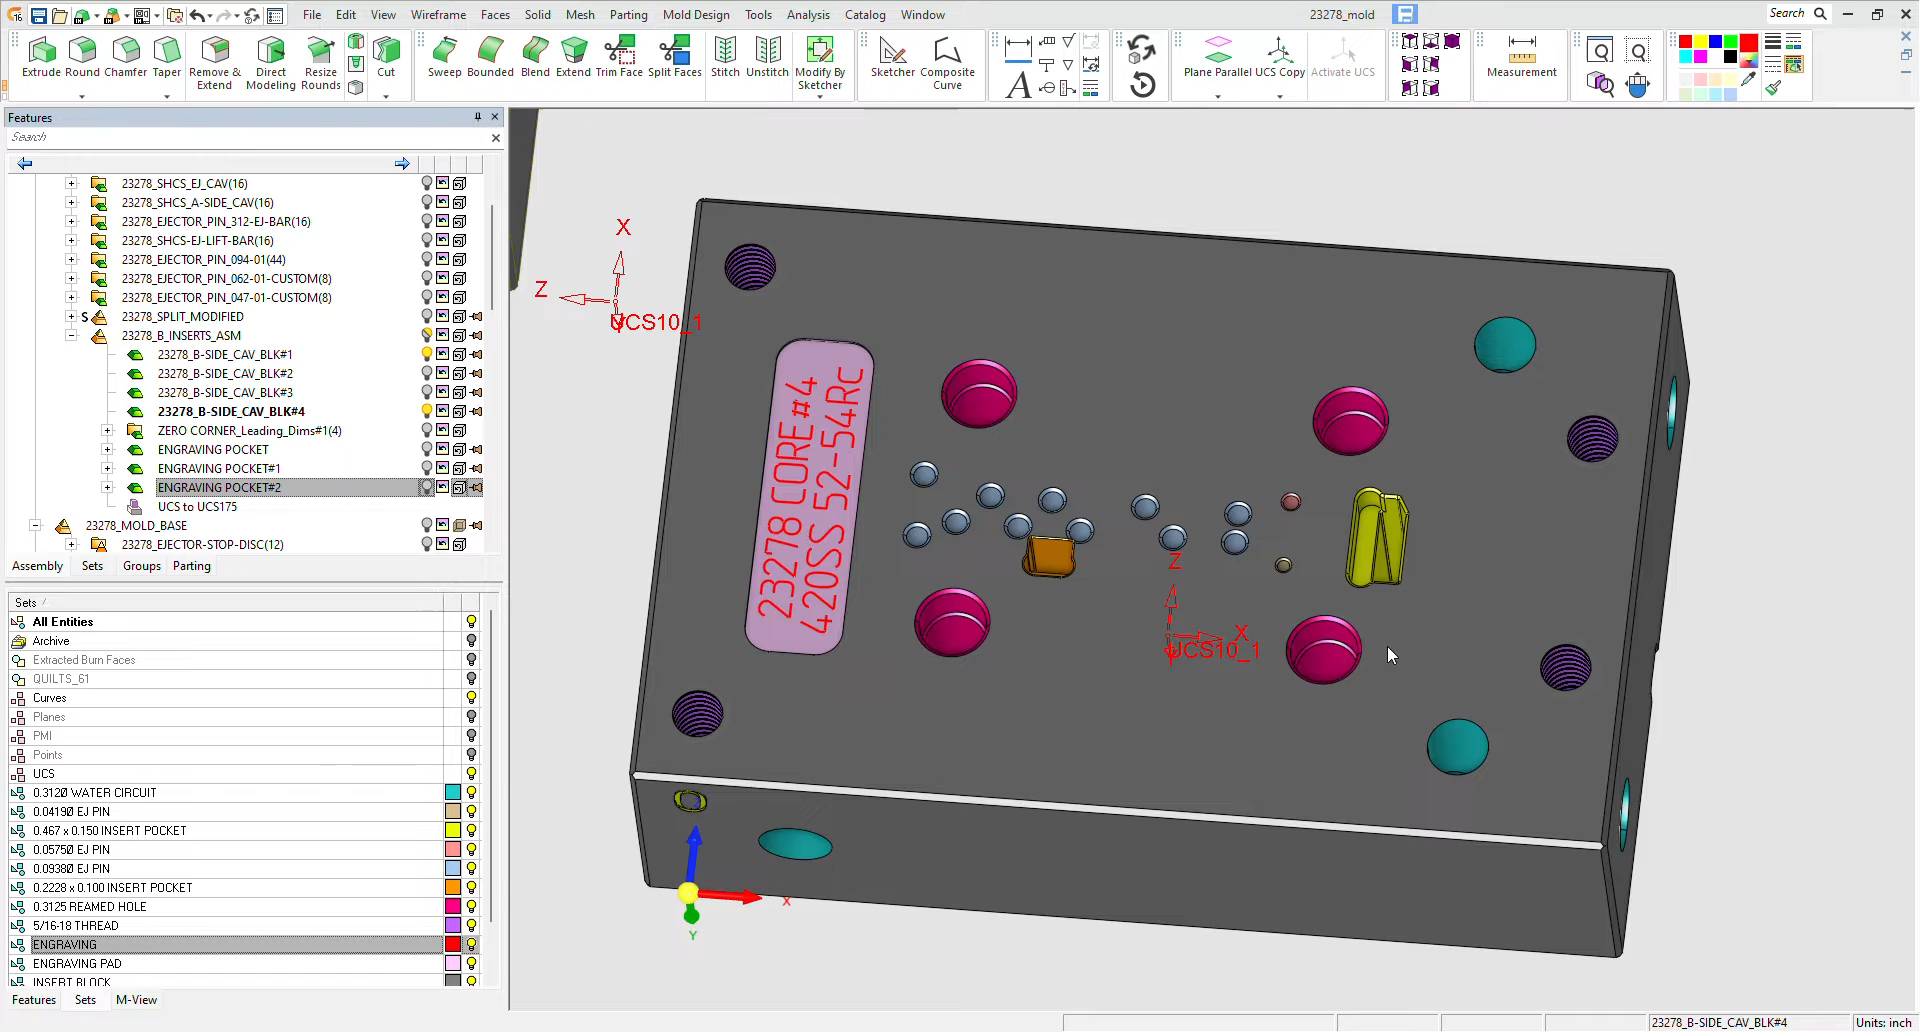 File Edit View Wireframe Faces Solid Mesh Parting Mold Design Tools Analysis Catalog Window
23278_mold
Search
Extrude Round Chamfer Taper Remove & Extend Direct Modeling Resize Rounds Cut Sweep Bounded Blend Extend Trim Face Split Faces Stitch Unstitch Modify By Sketcher Sketcher Composite Curve Plane Parallel UCS Copy Activate UCS Measurement
Features
Search
23278_SHCS_EJ_CAV(16)
23278_SHCS_A-SIDE_CAV(16)
23278_EJECTOR_PIN_312-EJ-BAR(16)
23278_SHCS-EJ-LIFT-BAR(16)
23278_EJECTOR_PIN_094-01(44)
23278_EJECTOR_PIN_062-01-CUSTOM(8)
23278_EJECTOR_PIN_047-01-CUSTOM(8)
S 23278_SPLIT_MODIFIED
23278_B_INSERTS_ASM
23278_B-SIDE_CAV_BLK#1
23278_B-SIDE_CAV_BLK#2
23278_B-SIDE_CAV_BLK#3
23278_B-SIDE_CAV_BLK#4
ZERO CORNER_Leading_Dims#1(4)
ENGRAVING POCKET
ENGRAVING POCKET#1
ENGRAVING POCKET#2
UCS to UCS175
23278_MOLD_BASE
23278_EJECTOR-STOP-DISC(12)
Assembly Sets Groups Parting
Sets
All Entities
Archive
Extracted Burn Faces
QUILTS_61
Curves
Planes
PMI
Points
UCS
0.312Ø WATER CIRCUIT
0.0419Ø EJ PIN
0.467 x 0.150 INSERT POCKET
0.0575Ø EJ PIN
0.0938Ø EJ PIN
0.2228 x 0.100 INSERT POCKET
0.3125 REAMED HOLE
5/16-18 THREAD
ENGRAVING
ENGRAVING PAD
INSERT BLOCK
Features Sets M-View
X
Z
UCS10_1
23278 CORE #4
420SS 52-54Rc
Z
X
UCS10_1
X
Y
23278_B-SIDE_CAV_BLK#4
Units: inch